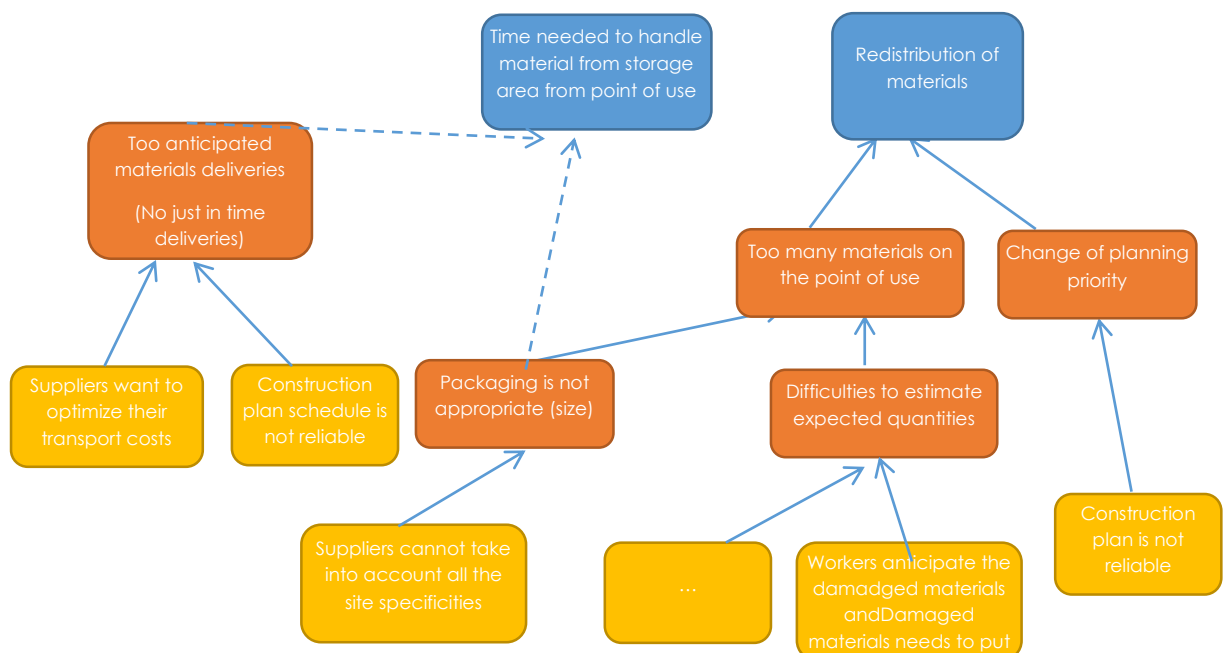 Time needed to handle
material from storage
area from point of use
Redistribution of
materials
Too anticipated
materials deliveries
(No just in time
deliveries)
Too many materials on
the point of use
Change of planning
priority
Suppliers want to
optimize their
transport costs
Construction
plan schedule is
not reliable
Packaging is not
appropriate (size)
Difficulties to estimate
expected quantities
Suppliers cannot take
into account all the
site specificities
…
Workers anticipate the
damadged materials
andDamaged
materials needs to put
Construction
plan is not
reliable